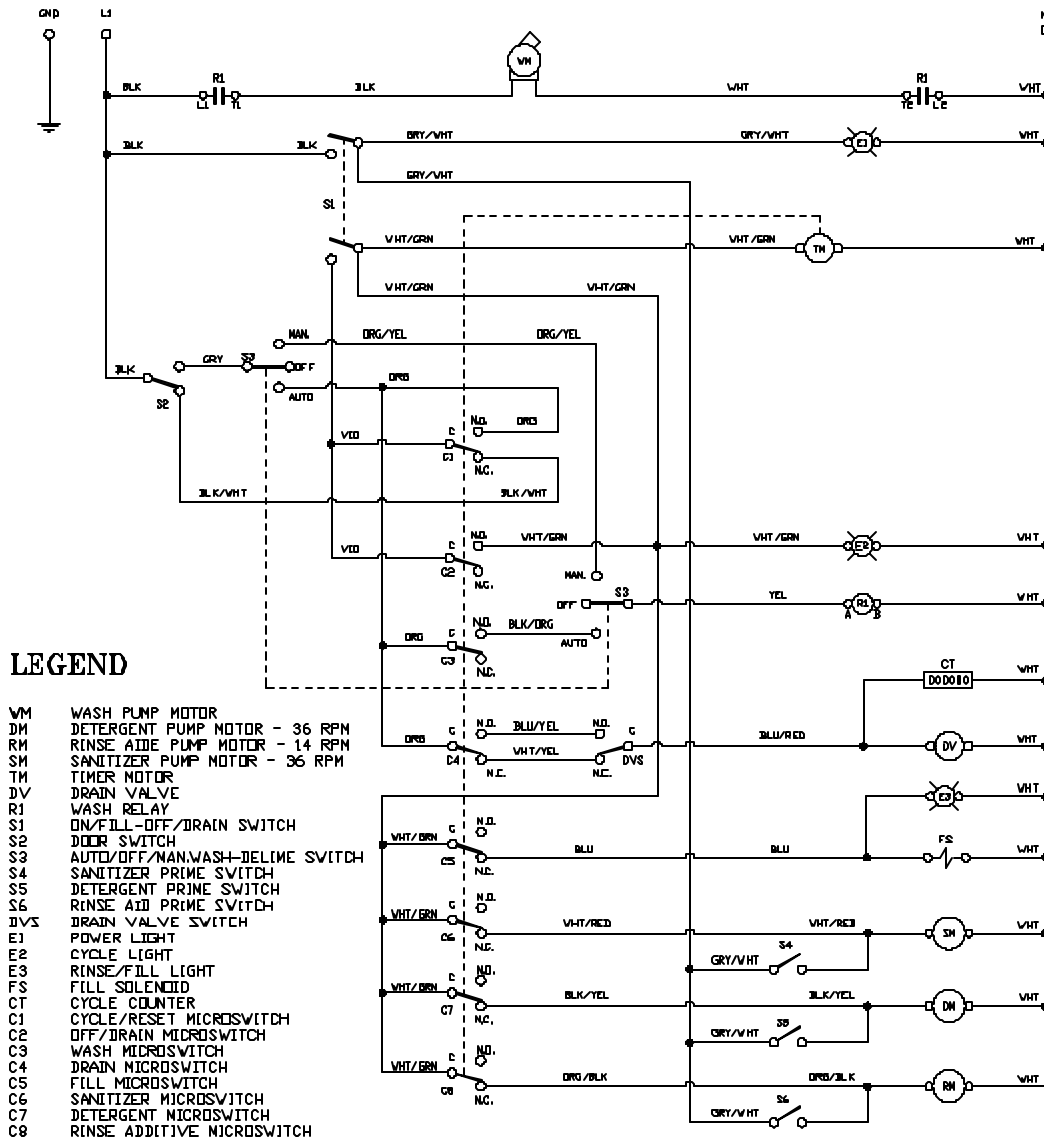 GND L1
BLK R1 BLK WM WHT R1 WHT
L1 T1 T2 L2
GRY/WHT GRY/WHT E1 WHT
BLK BLK
GRY/WHT
S1
WHT/GRN WHT/GRN TM WHT
WHT/GRN WHT/GRN
MAN. ORG/YEL ORG/YEL
GRY S3 OFF
BLK ORG
S2 AUTO
N.O. ORG
VIO C
C1
N.C.
BLK/WHT BLK/WHT
N.O. WHT/GRN WHT/GRN E2 WHT
VIO C
C2 N.C. MAN.
S3 YEL R1 WHT
OFF A B
N.O. BLK/ORG
ORG C AUTO
C3
N.C.
CT WHT
000000
N.O. BLU/YEL N.O.
ORG C WHT/YEL C BLU/RED DV WHT
C4 N.C. N.C. DVS
E3 WHT
N.O.
WHT/GRN C BLU BLU FS WHT
C5 N.C.
N.O.
WHT/GRN C WHT/RED WHT/RED SM WHT
C6 N.C. S4
GRY/WHT
N.O.
WHT/GRN C BLK/YEL BLK/YEL DM WHT
C7 N.C. S5
GRY/WHT
N.O.
WHT/GRN C ORG/BLK ORG/BLK RM WHT
C8 N.C. S6
GRY/WHT
LEGEND
WM WASH PUMP MOTOR
DM DETERGENT PUMP MOTOR - 36 RPM
RM RINSE AIDE PUMP MOTOR - 14 RPM
SM SANITIZER PUMP MOTOR - 36 RPM
TM TIMER MOTOR
DV DRAIN VALVE
R1 WASH RELAY
S1 ON/FILL-OFF/DRAIN SWITCH
S2 DOOR SWITCH
S3 AUTO/OFF/MAN.WASH-DELIME SWITCH
S4 SANITIZER PRIME SWITCH
S5 DETERGENT PRIME SWITCH
S6 RINSE AID PRIME SWITCH
DVS DRAIN VALVE SWITCH
E1 POWER LIGHT
E2 CYCLE LIGHT
E3 RINSE/FILL LIGHT
FS FILL SOLENOID
CT CYCLE COUNTER
C1 CYCLE/RESET MICROSWITCH
C2 OFF/DRAIN MICROSWITCH
C3 WASH MICROSWITCH
C4 DRAIN MICROSWITCH
C5 FILL MICROSWITCH
C6 SANITIZER MICROSWITCH
C7 DETERGENT MICROSWITCH
C8 RINSE ADDITIVE MICROSWITCH